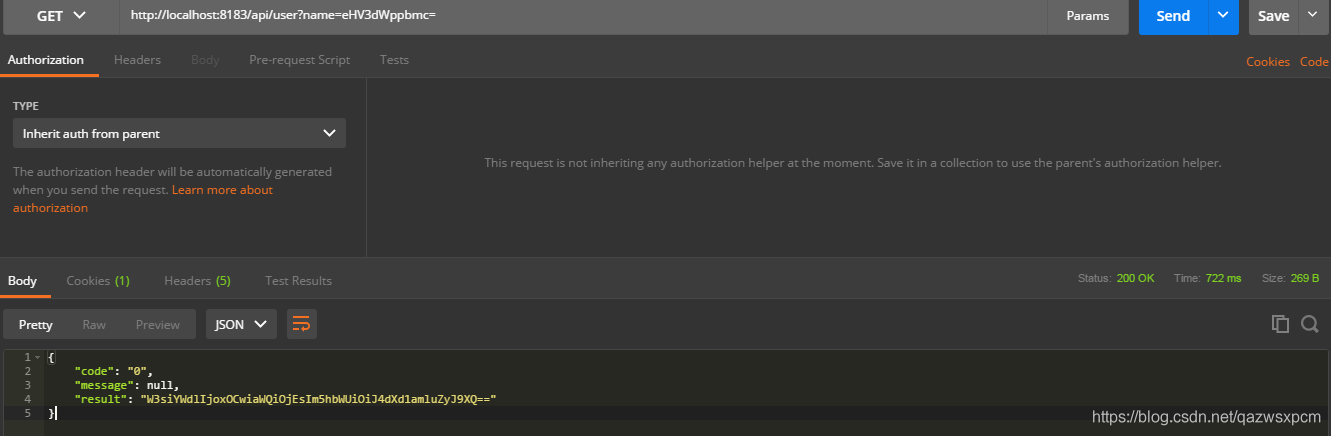 GET http://localhost:8183/api/user?name=eHV3dWppbmc= Params Send Save
Authorization Headers Body Pre-request Script Tests Cookies Code
TYPE
Inherit auth from parent
The authorization header will be automatically generated
when you send the request. Learn more about
authorization
This request is not inheriting any authorization helper at the moment. Save it in a collection to use the parent's authorization helper.
Body Cookies (1) Headers (5) Test Results Status: 200 OK Time: 722 ms Size: 269 B
Pretty Raw Preview JSON
1 {
2 "code": "0",
3 "message": null,
4 "result": "W3siYWdlIjoxOCwiaWQiOjEsIm5hbWUiOiJ4dXd1amluZyJ9XQ=="
5 }
https://blog.csdn.net/qazwsxpcm